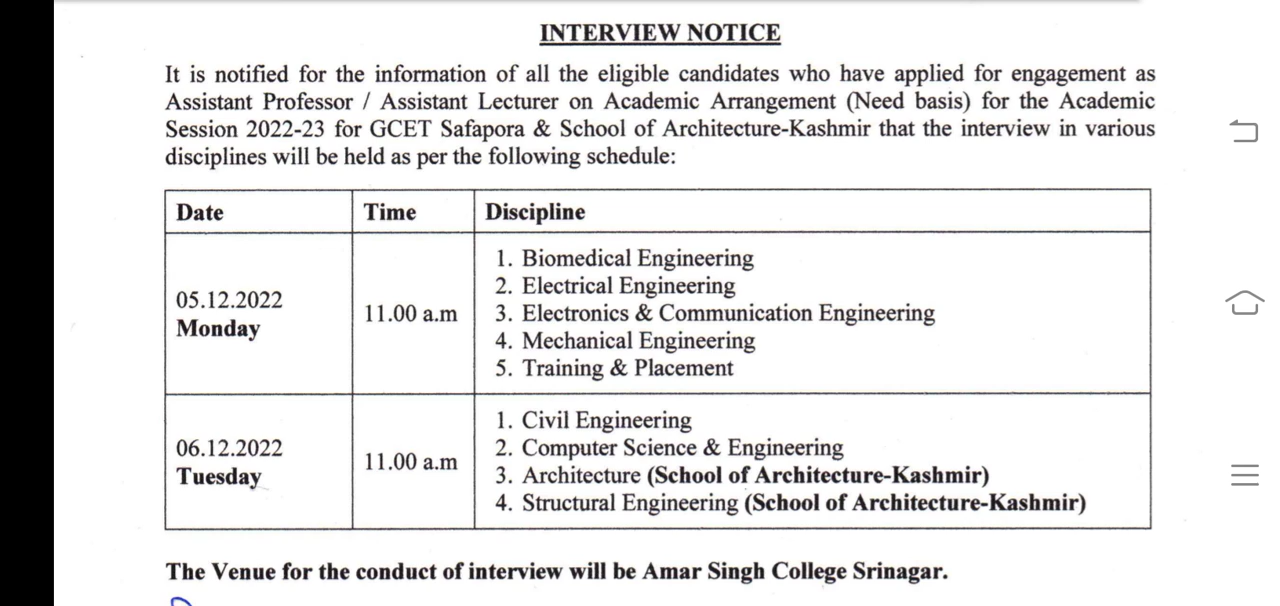 INTERVIEW NOTICE
It is notified for the information of all the eligible candidates who have applied for engagement as
Assistant Professor / Assistant Lecturer on Academic Arrangement (Need basis) for the Academic
Session 2022-23 for GCET Safapora & School of Architecture-Kashmir that the interview in various
disciplines will be held as per the following schedule:
Date Time Discipline
05.12.2022
Monday
11.00 a.m
1. Biomedical Engineering
2. Electrical Engineering
3. Electronics & Communication Engineering
4. Mechanical Engineering
5. Training & Placement
06.12.2022
Tuesday
11.00 a.m
1. Civil Engineering
2. Computer Science & Engineering
3. Architecture (School of Architecture-Kashmir)
4. Structural Engineering (School of Architecture-Kashmir)
The Venue for the conduct of interview will be Amar Singh College Srinagar.